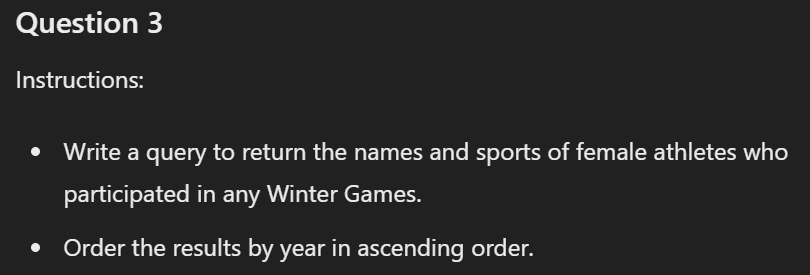 Question 3
Instructions:
• Write a query to return the names and sports of female athletes who
participated in any Winter Games.
• Order the results by year in ascending order.